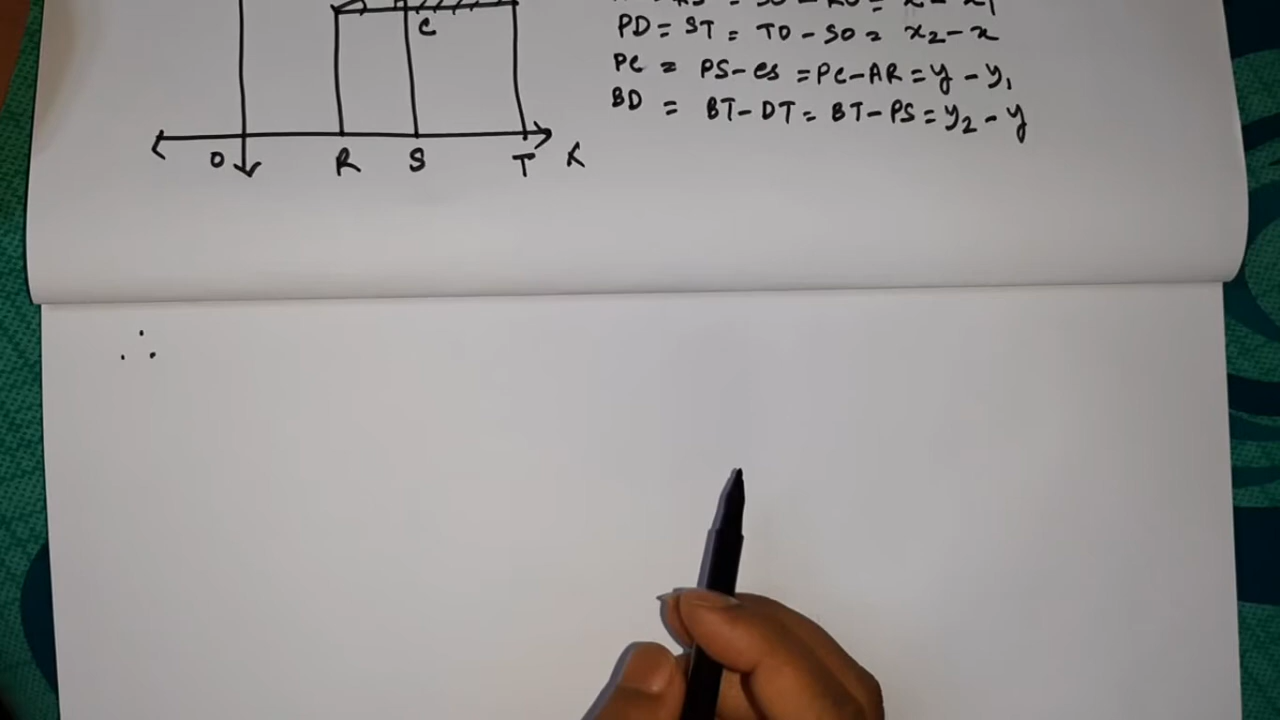 C
PD = ST = TO - SO = x₂ - x
PC = PS - CS = PC - AR = y - y₁
BD = BT - DT = BT - PS = y₂ - y
O R S T X
∴